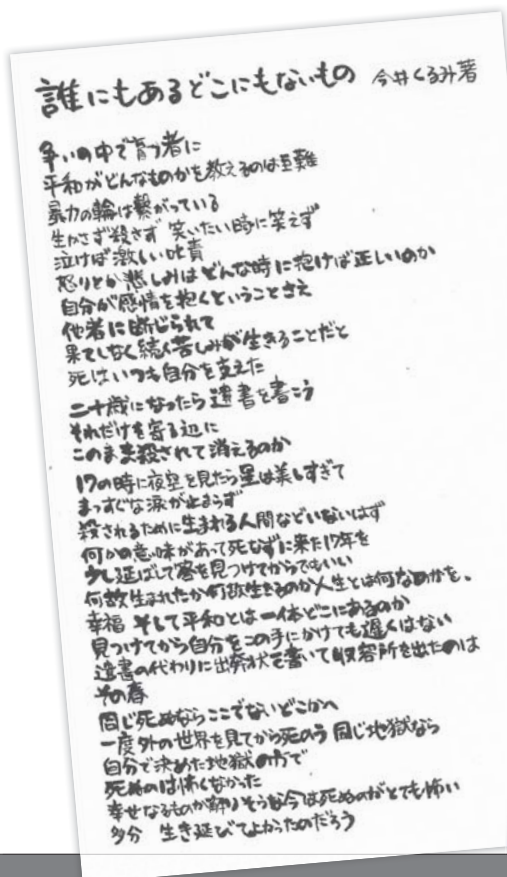 誰にもあるどこにもないもの 今井くるみ著
争いの中で育つ者に
平和がどんなものかを教えるのは至難
暴力の輪は繋がっている
生かさず殺さず 笑いたい時に笑えず
泣けば激しい叱責
怒りとか悲しみはどんな時に抱けば正しいのか
自分が感情を抱くということさえ
他者に断じられて
果てしなく続く苦しみが生きることだと
死はいつも自分を支えた
二十歳になったら遺書を書こう
それだけを寄る辺に
このまま殺されて消えるのか
17の時に夜空を見たら星は美しすぎて
まっすぐな涙が止まらず
殺されるために生まれる人間などいないはず
何かの意味があって死なずに来た17年を
少し延ばして答を見つけてからでもいい
何故生まれたか何故生きるのか人生とは何なのかを、
幸福 そして平和とは一体どこにあるのか
見つけてから自分をこの手にかけても遅くはない
遺書の代わりに出発状を書いて収容所を出たのは
その春
同じ死ぬならここでないどこかへ
一度外の世界を見てから死のう 同じ地獄なら
自分で決めた地獄の方で
死ぬのは怖くなかった
幸せなるものが解りそうな今は死ぬのがとても怖い
多分 生き延びてよかったのだろう